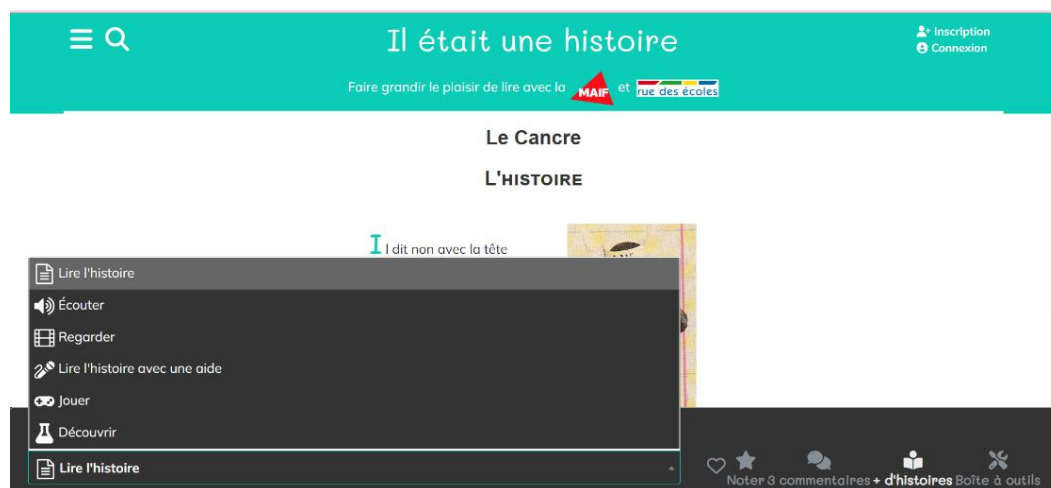 Il était une histoire
Inscription
Connexion
Faire grandir le plaisir de lire avec la MAIF et rue des écoles
Le Cancre
L'HISTOIRE
Il dit non avec la tête
Lire l'histoire
Écouter
Regarder
Lire l'histoire avec une aide
Jouer
Découvrir
Lire l'histoire
Noter 3 commentaires + d'histoires Boîte à outils